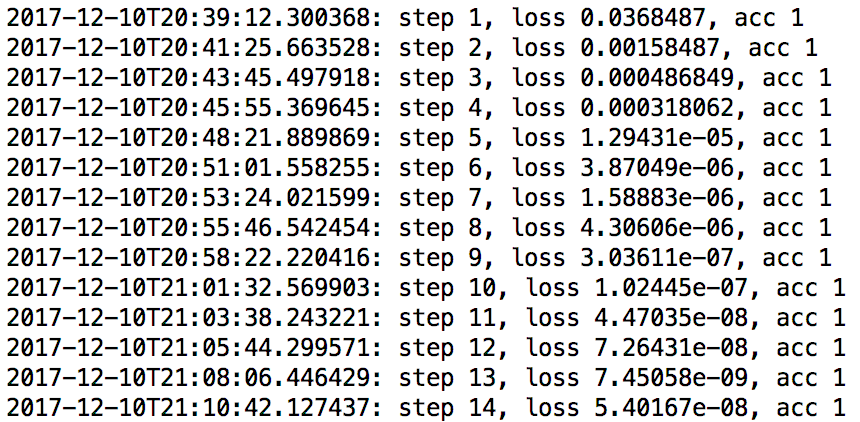 2017-12-10T20:39:12.300368: step 1, loss 0.0368487, acc 1
2017-12-10T20:41:25.663528: step 2, loss 0.00158487, acc 1
2017-12-10T20:43:45.497918: step 3, loss 0.000486849, acc 1
2017-12-10T20:45:55.369645: step 4, loss 0.000318062, acc 1
2017-12-10T20:48:21.889869: step 5, loss 1.29431e-05, acc 1
2017-12-10T20:51:01.558255: step 6, loss 3.87049e-06, acc 1
2017-12-10T20:53:24.021599: step 7, loss 1.58883e-06, acc 1
2017-12-10T20:55:46.542454: step 8, loss 4.30606e-06, acc 1
2017-12-10T20:58:22.220416: step 9, loss 3.03611e-07, acc 1
2017-12-10T21:01:32.569903: step 10, loss 1.02445e-07, acc 1
2017-12-10T21:03:38.243221: step 11, loss 4.47035e-08, acc 1
2017-12-10T21:05:44.299571: step 12, loss 7.26431e-08, acc 1
2017-12-10T21:08:06.446429: step 13, loss 7.45058e-09, acc 1
2017-12-10T21:10:42.127437: step 14, loss 5.40167e-08, acc 1